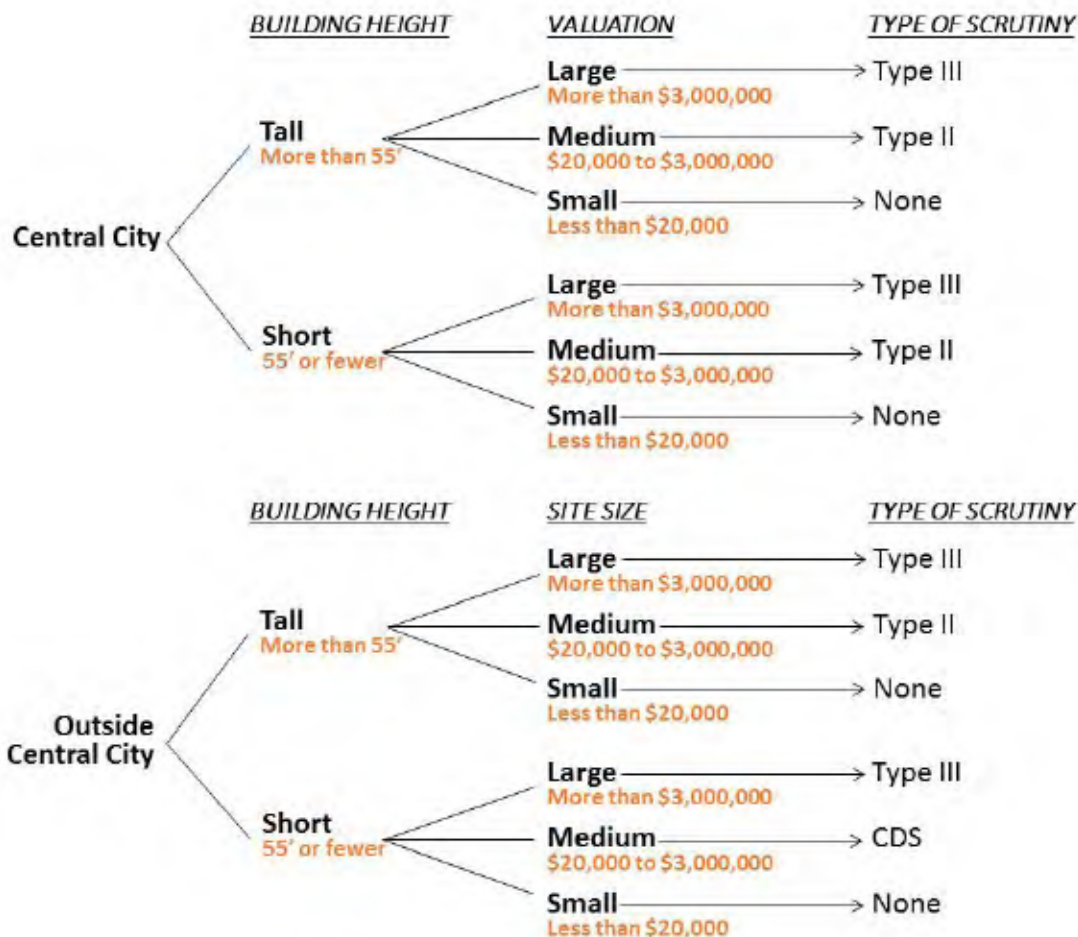 BUILDING HEIGHT VALUATION TYPE OF SCRUTINY
Large Type III
More than $3,000,000
Tall Medium Type II
More than 55' $20,000 to $3,000,000
Small None
Less than $20,000
Central City
Large Type III
More than $3,000,000
Short Medium Type II
55' or fewer $20,000 to $3,000,000
Small None
Less than $20,000
BUILDING HEIGHT SITE SIZE TYPE OF SCRUTINY
Large Type III
More than $3,000,000
Tall Medium Type II
More than 55' $20,000 to $3,000,000
Small None
Less than $20,000
Outside
Central City
Large Type III
More than $3,000,000
Short Medium CDS
55' or fewer $20,000 to $3,000,000
Small None
Less than $20,000